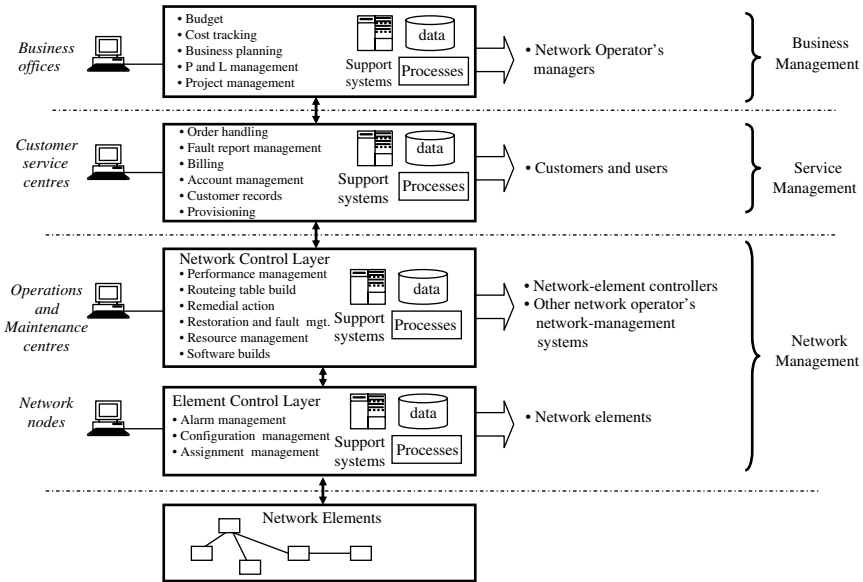 Business
offices
• Budget
• Cost tracking
• Business planning
• P and L management
• Project management
Support
systems
data
Processes
• Network Operator's
managers
Business
Management
Customer
service
centres
• Order handling
• Fault report management
• Billing
• Account management
• Customer records
• Provisioning
Support
systems
data
Processes
• Customers and users
Service
Management
Operations
and
Maintenance
centres
Network Control Layer
• Performance management
• Routeing table build
• Remedial action
• Restoration and fault mgt.
• Resource management
• Software builds
Support
systems
data
Processes
• Network-element controllers
• Other network operator's
network-management
systems
Network
Management
Network
nodes
Element Control Layer
• Alarm management
• Configuration management
• Assignment management
Support
systems
data
Processes
• Network elements
Network Elements